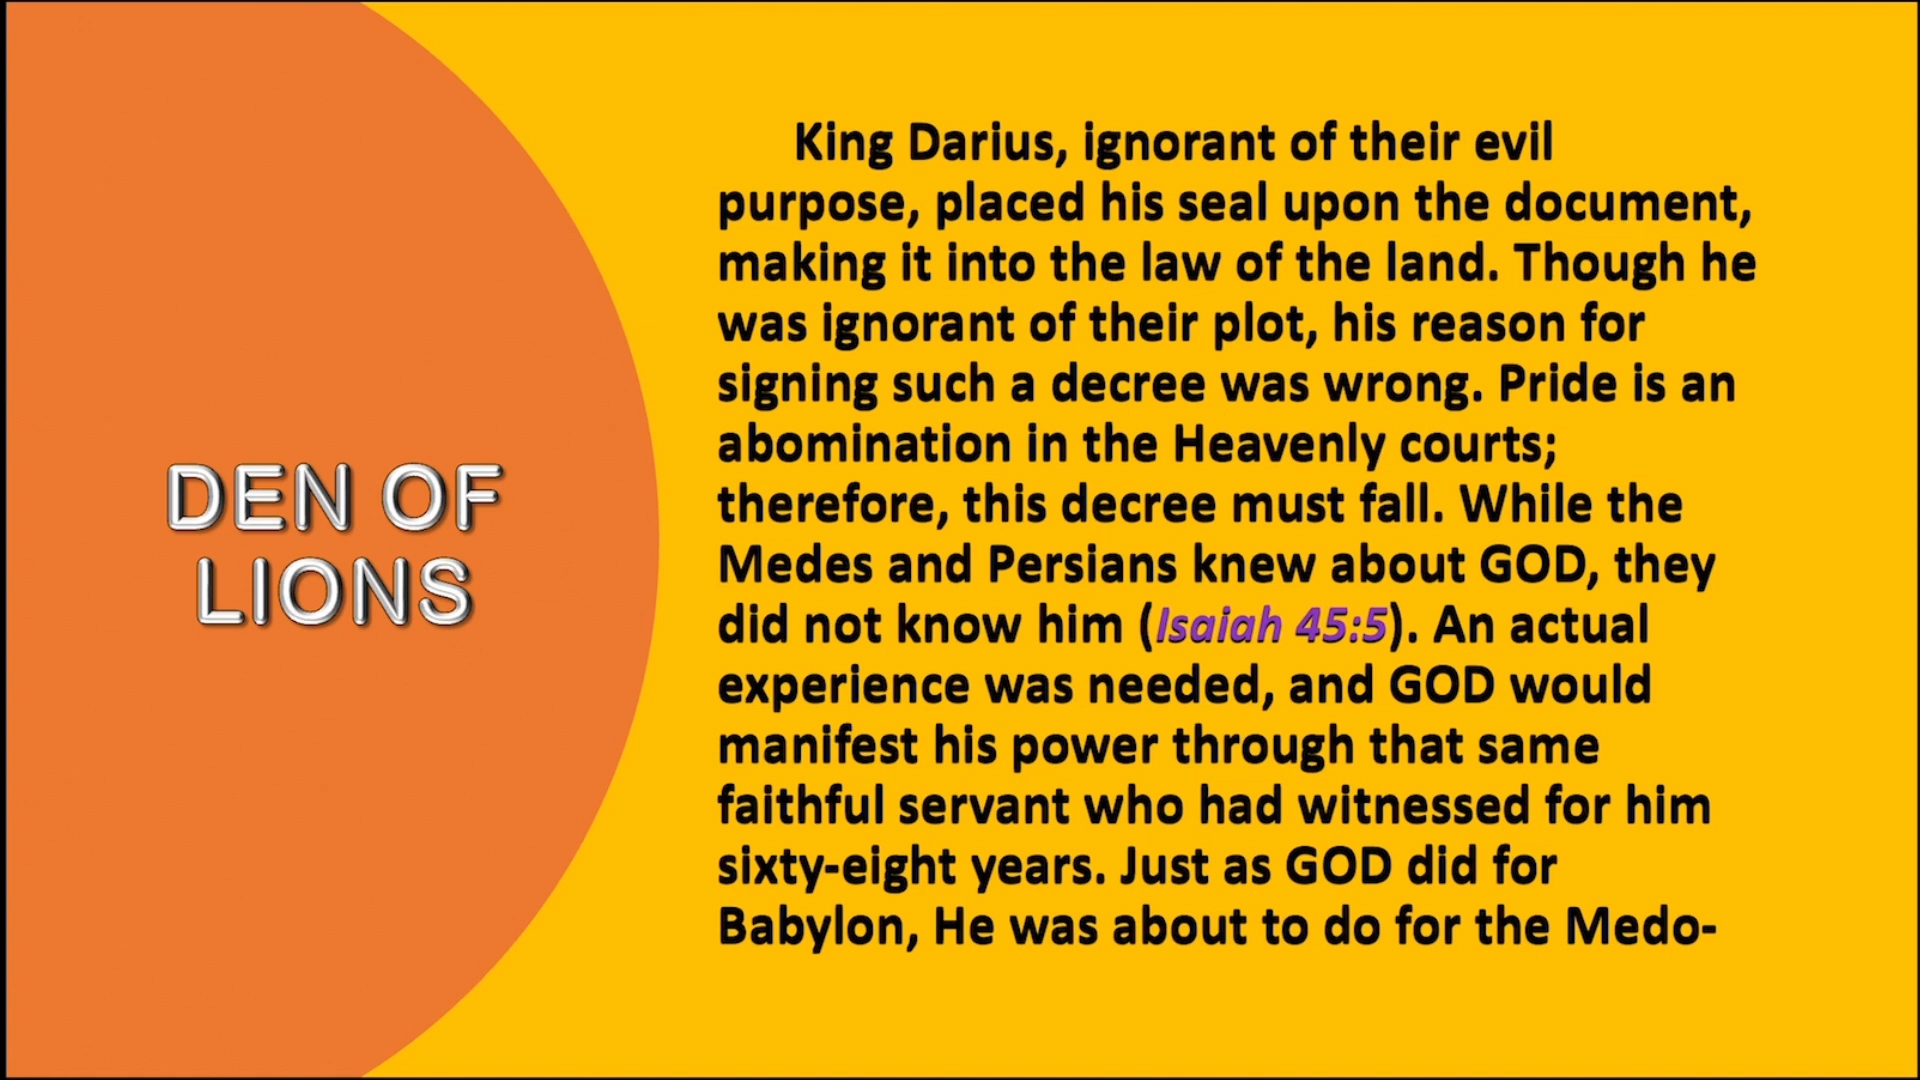 DEN OF
LIONS
King Darius, ignorant of their evil
purpose, placed his seal upon the document,
making it into the law of the land. Though he
was ignorant of their plot, his reason for
signing such a decree was wrong. Pride is an
abomination in the Heavenly courts;
therefore, this decree must fall. While the
Medes and Persians knew about GOD, they
did not know him (Isaiah 45:5). An actual
experience was needed, and GOD would
manifest his power through that same
faithful servant who had witnessed for him
sixty-eight years. Just as GOD did for
Babylon, He was about to do for the Medo-